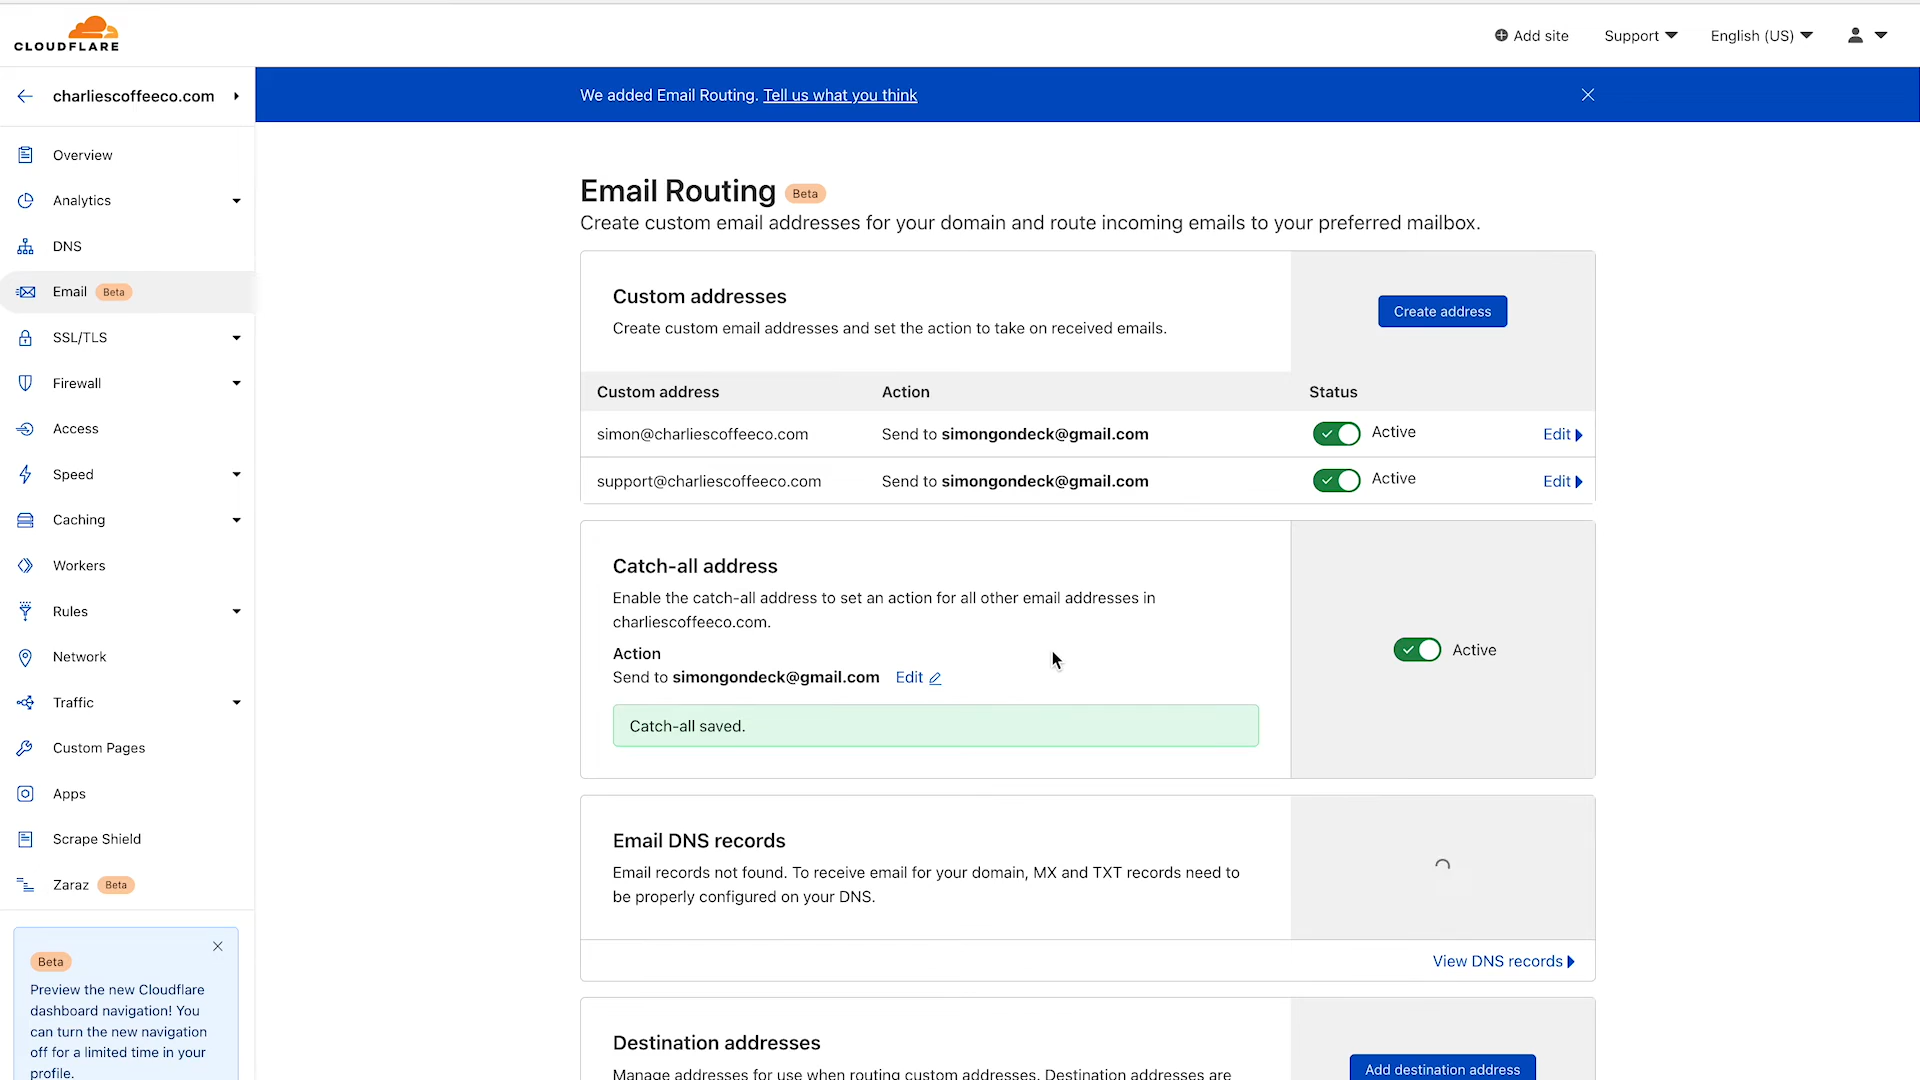 CLOUDFLARE
Add site
Support
English (US)
charliescoffeeco.com
We added Email Routing. Tell us what you think
Overview
Analytics
DNS
Email Beta
SSL/TLS
Firewall
Access
Speed
Caching
Workers
Rules
Network
Traffic
Custom Pages
Apps
Scrape Shield
Zaraz Beta
Beta
Preview the new Cloudflare
dashboard navigation! You
can turn the new navigation
off for a limited time in your
profile.
Email Routing Beta
Create custom email addresses for your domain and route incoming emails to your preferred mailbox.
Custom addresses
Create custom email addresses and set the action to take on received emails.
Create address
Custom address Action Status
simon@charliescoffeeco.com Send to simongondeck@gmail.com Active Edit
support@charliescoffeeco.com Send to simongondeck@gmail.com Active Edit
Catch-all address
Enable the catch-all address to set an action for all other email addresses in
charliescoffeeco.com.
Action
Send to simongondeck@gmail.com Edit
Catch-all saved.
Active
Email DNS records
Email records not found. To receive email for your domain, MX and TXT records need to
be properly configured on your DNS.
View DNS records
Destination addresses
Manage addresses for use when routing custom addresses. Destination addresses are
Add destination address